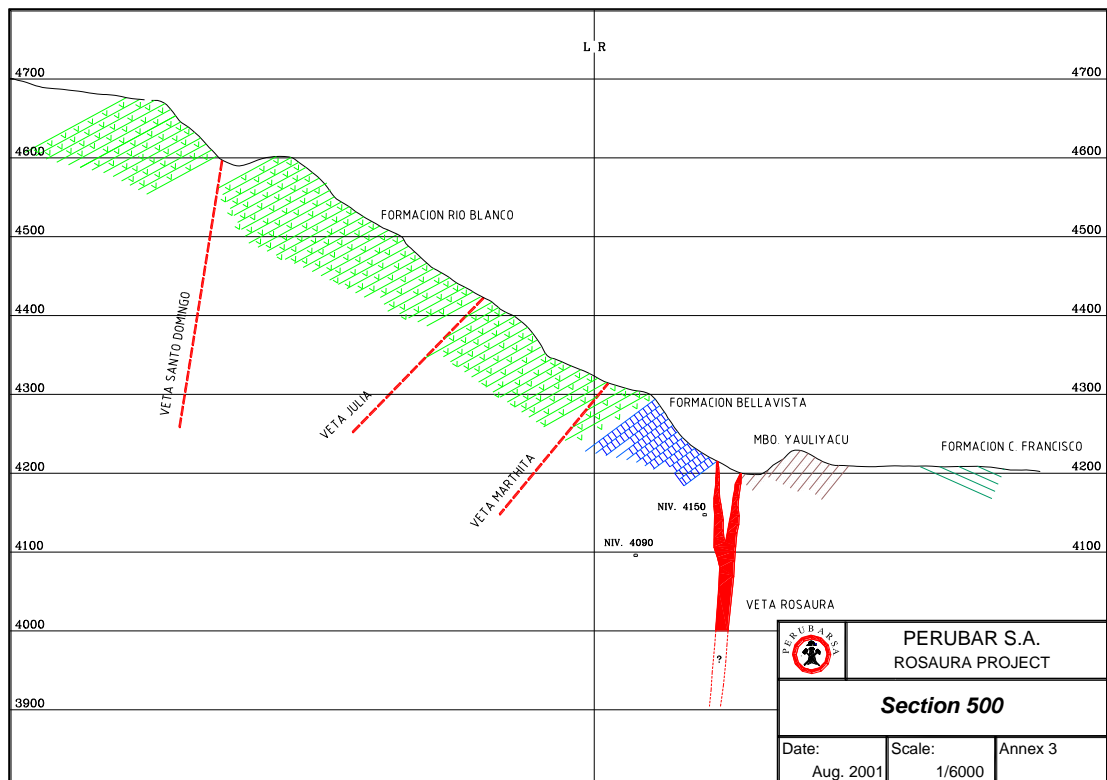 L R
4700 4700
4600 4600
FORMACION RIO BLANCO
4500 4500
VETA SANTO DOMINGO
4400 4400
VETA JULIA
4300 4300
FORMACION BELLAVISTA
MBO. YAULIYACU
FORMACION C. FRANCISCO
VETA MARTHITA
4200 4200
NIV. 4150
NIV. 4090
4100 4100
VETA ROSAURA
4000
?
3900
PERUBAR SA
PERUBAR S.A.
ROSAURA PROJECT
Section 500
Date: Scale: Annex 3
Aug. 2001 1/6000